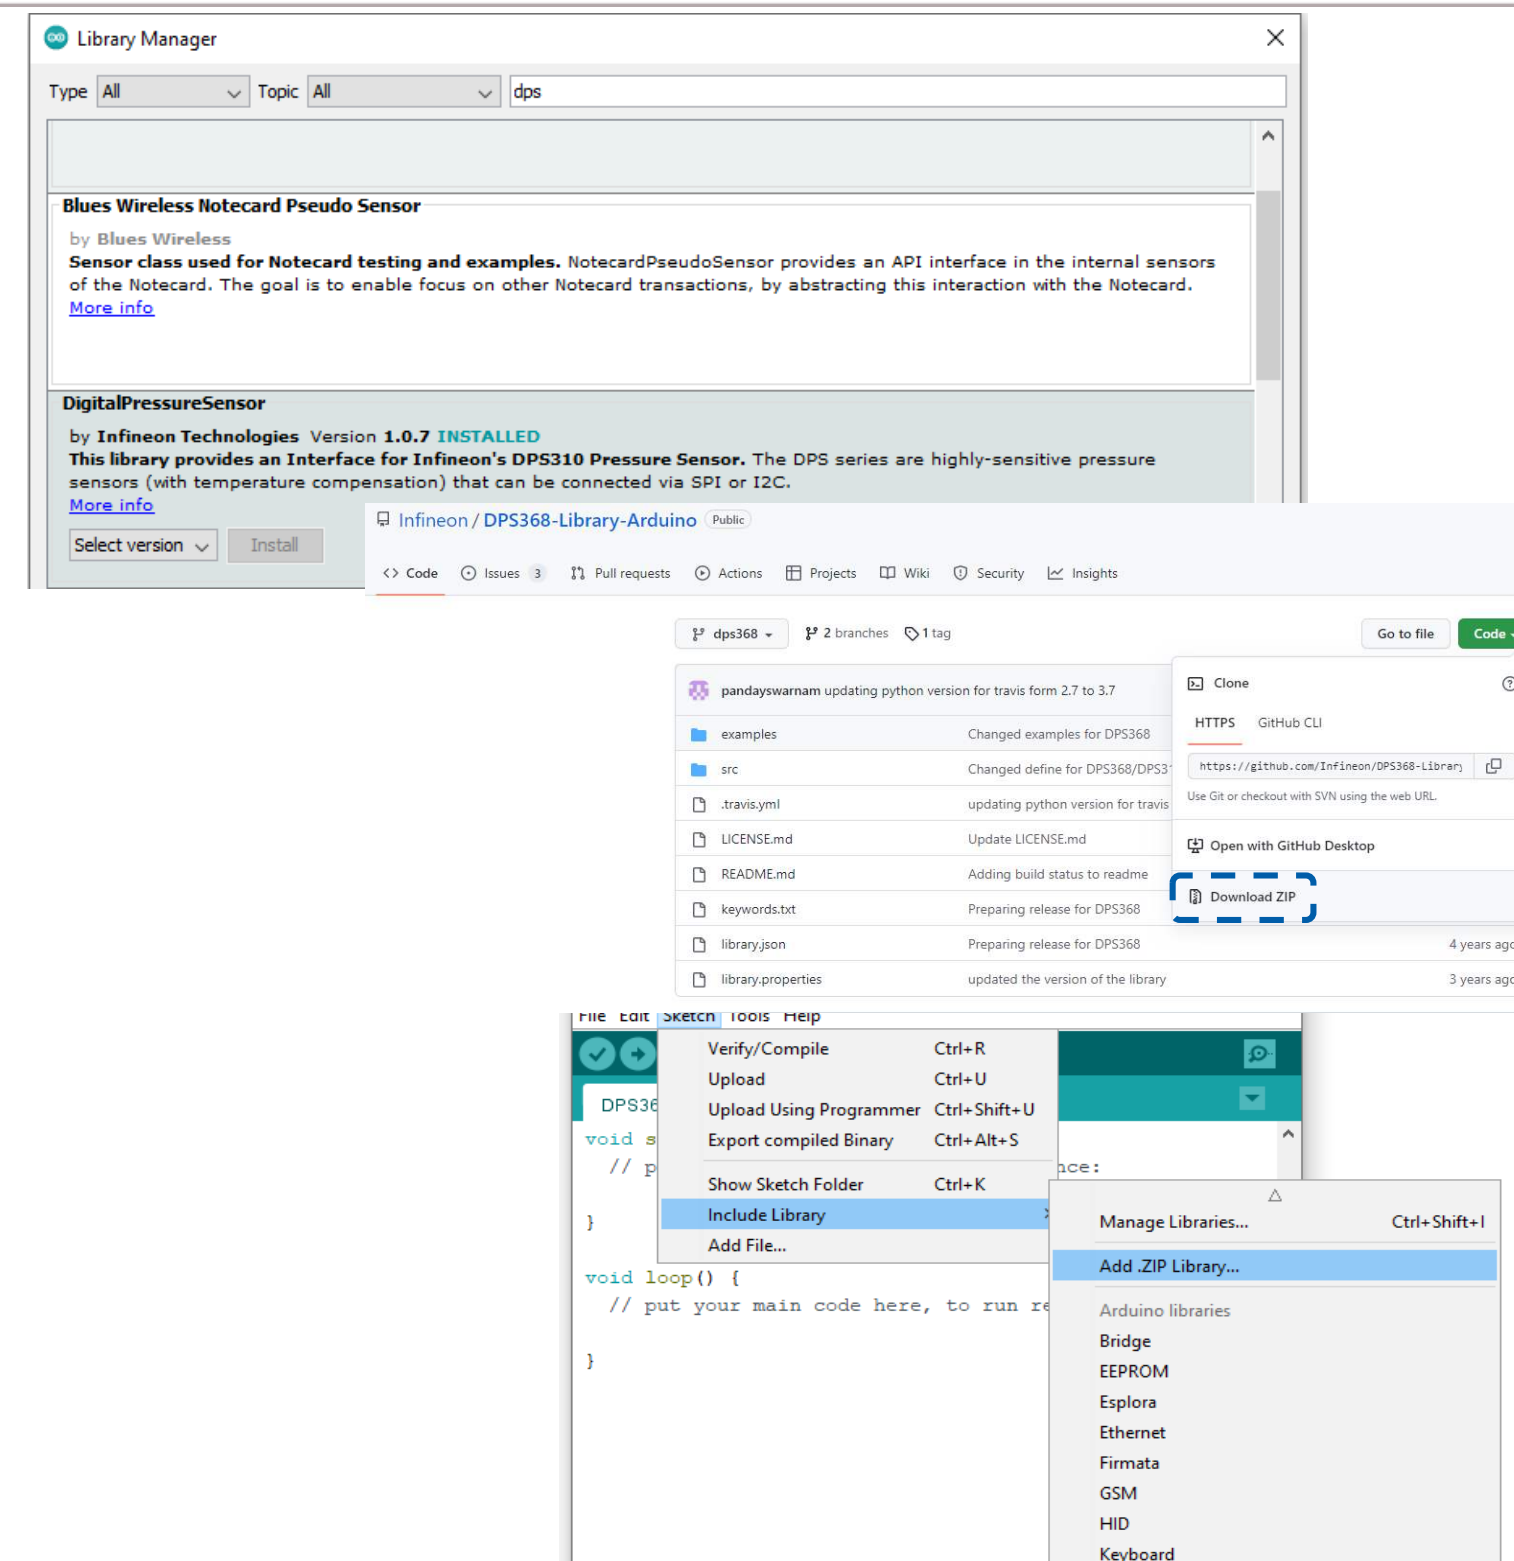 Library Manager
Type All Topic All dps
Blues Wireless Notecard Pseudo Sensor
by Blues Wireless
Sensor class used for Notecard testing and examples. NotecardPseudoSensor provides an API interface in the internal sensors
of the Notecard. The goal is to enable focus on other Notecard transactions, by abstracting this interaction with the Notecard.
More info
DigitalPressureSensor
by Infineon Technologies Version 1.0.7 INSTALLED
This library provides an Interface for Infineon's DPS310 Pressure Sensor. The DPS series are highly-sensitive pressure
sensors (with temperature compensation) that can be connected via SPI or I2C.
More info
Select version Install
Infineon / DPS368-Library-Arduino Public
<> Code Issues 3 Pull requests Actions Projects Wiki Security Insights
dps368 2 branches 1 tag Go to file Code
pandayswarnam updating python version for travis form 2.7 to 3.7
examples Changed examples for DPS368
src Changed define for DPS368/DPS3
.travis.yml updating python version for travis
LICENSE.md Update LICENSE.md
README.md Adding build status to readme
keywords.txt Preparing release for DPS368
library.json Preparing release for DPS368 4 years ago
library.properties updated the version of the library 3 years ago
Clone
HTTPS GitHub CLI
https://github.com/Infineon/DPS368-Library
Use Git or checkout with SVN using the web URL.
Open with GitHub Desktop
Download ZIP
File Edit Sketch Tools Help
Verify/Compile Ctrl+R
Upload Ctrl+U
Upload Using Programmer Ctrl+Shift+U
Export compiled Binary Ctrl+Alt+S
Show Sketch Folder Ctrl+K
Include Library
Add File...
DPS36
void s
// p nce:
}
void loop() {
// put your main code here, to run re
}
Manage Libraries... Ctrl+Shift+I
Add .ZIP Library...
Arduino libraries
Bridge
EEPROM
Esplora
Ethernet
Firmata
GSM
HID
Keyboard